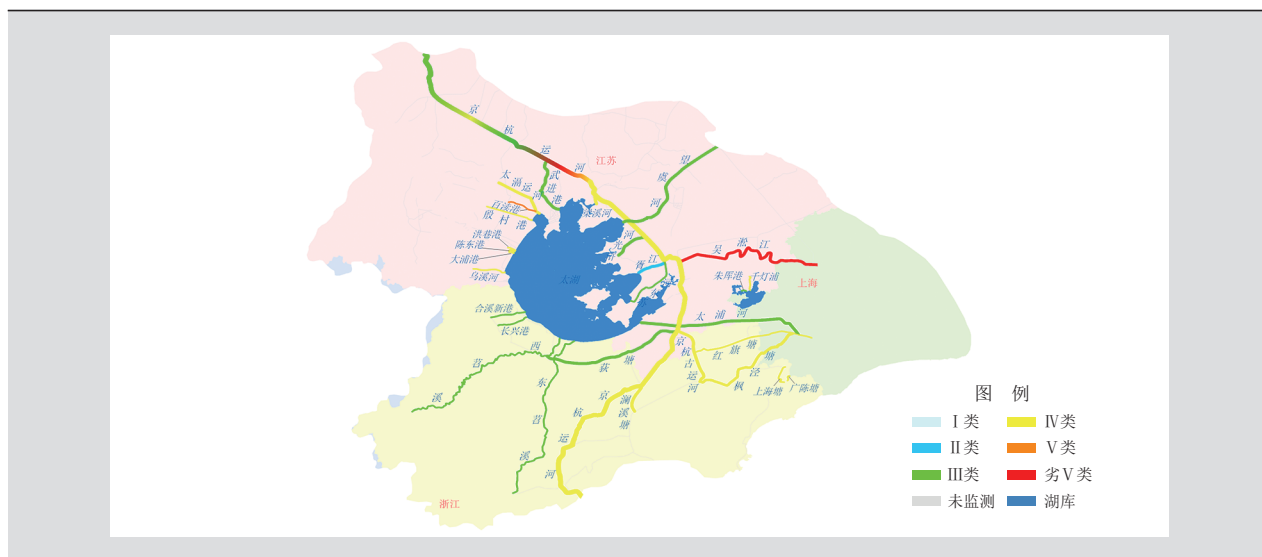 京杭运河
江苏
望虞河
太滆运河
武进港
百渎港
殷村港
梁溪河
洪巷港
陈东港
大浦港
乌溪河
太湖
胥江
吴淞江
朱厍港
千灯浦
上海
合溪新港
长兴港
太浦河
西苕溪
东苕溪
荻塘
京杭古运河
红旗塘
枫泾塘
上海塘
广陈塘
澜溪塘
京杭运河
浙江
图 例
Ⅰ类
Ⅳ类
Ⅱ类
Ⅴ类
Ⅲ类
劣Ⅴ类
未监测
湖库